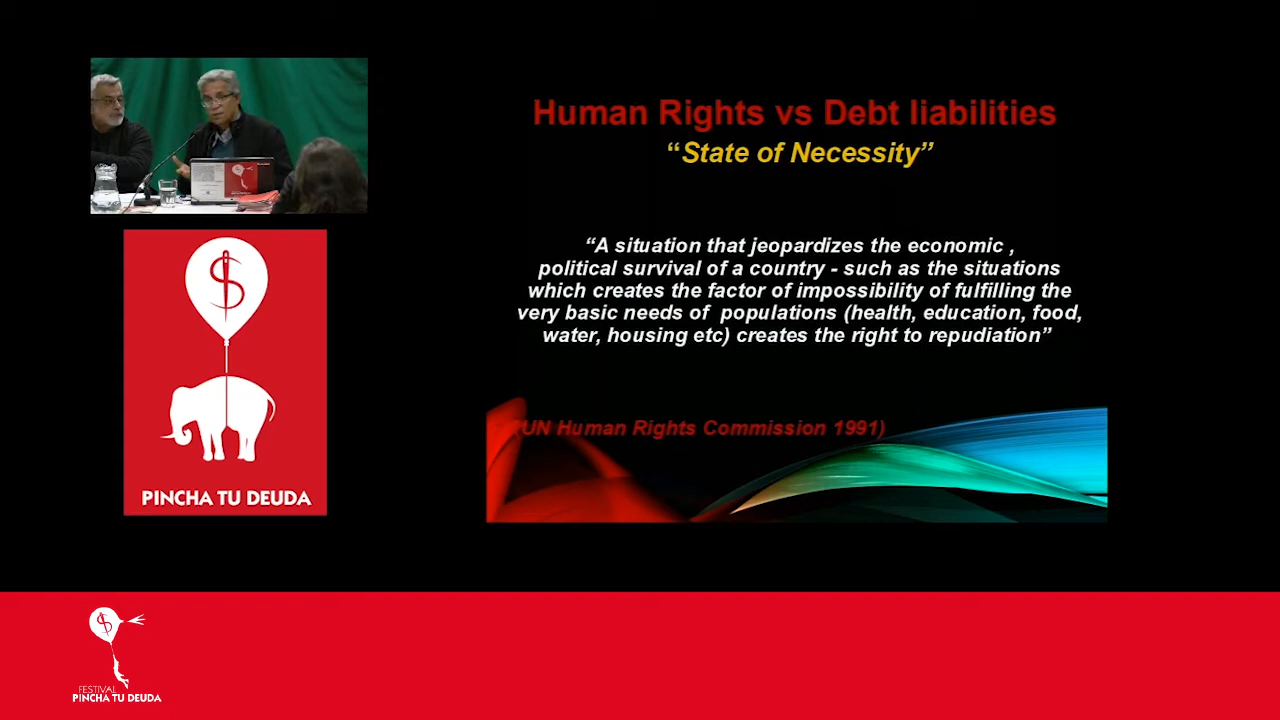 Human Rights vs Debt liabilities
“State of Necessity”
“A situation that jeopardizes the economic ,
political survival of a country - such as the situations
which creates the factor of impossibility of fulfilling the
very basic needs of populations (health, education, food,
water, housing etc) creates the right to repudiation”
UN Human Rights Commission 1991)
PINCHA TU DEUDA
FESTIVAL
PINCHA TU DEUDA